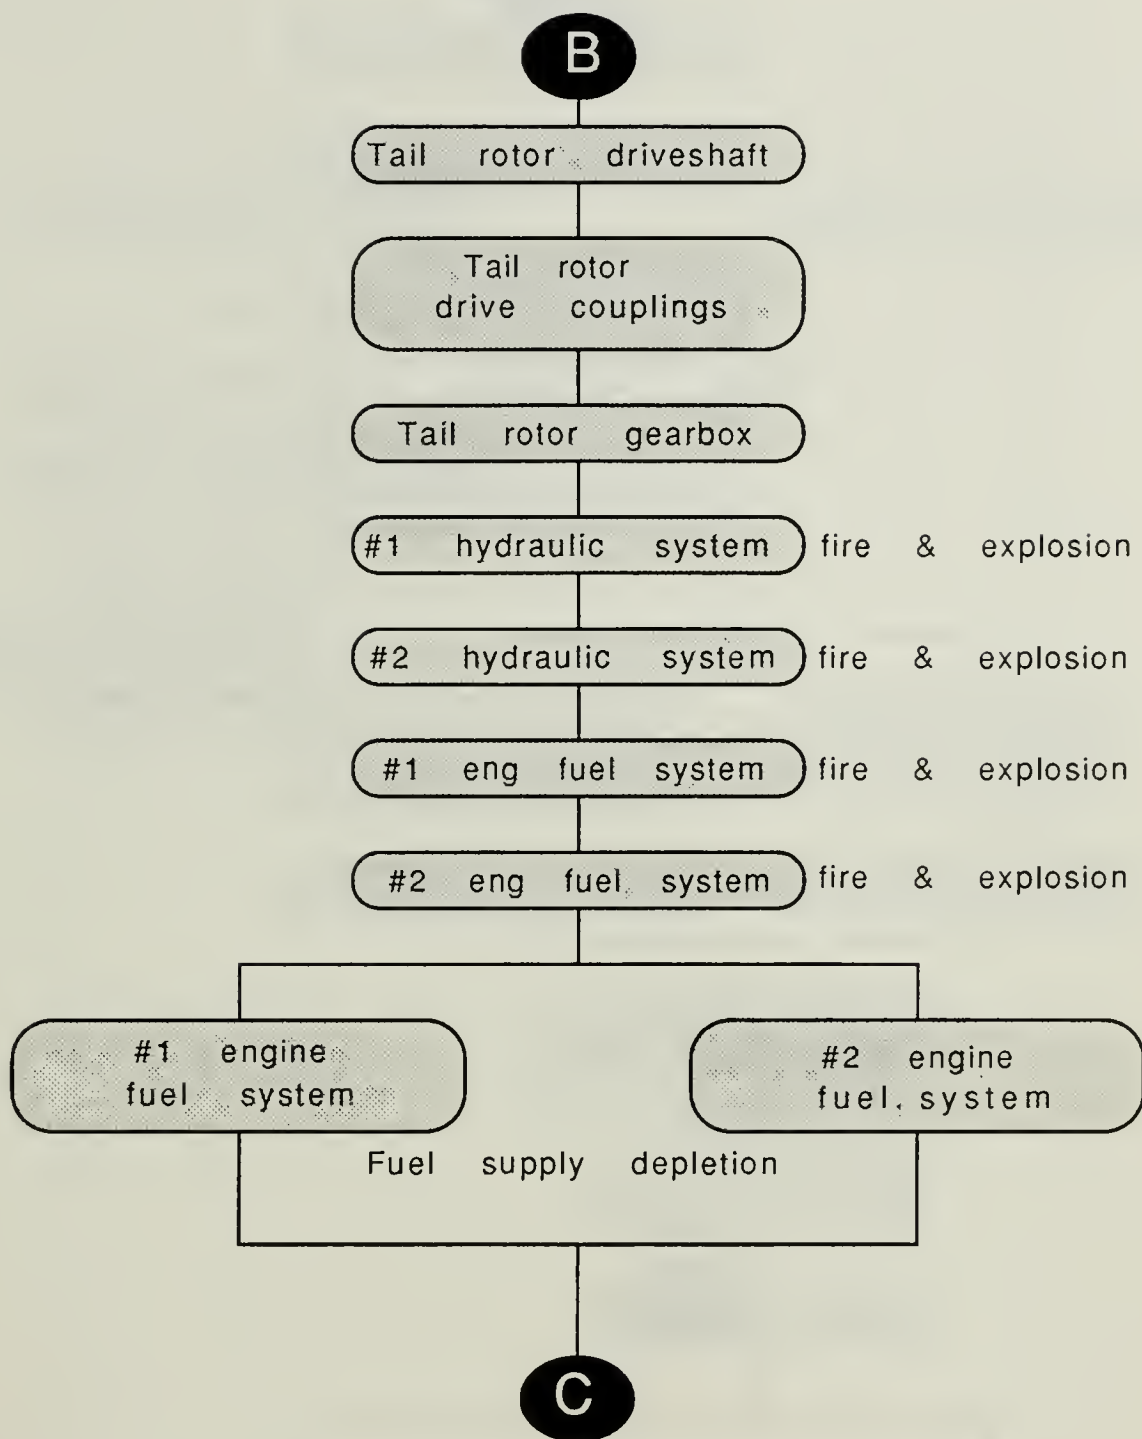 B
Tail rotor driveshaft
Tail rotor
drive couplings
Tail rotor gearbox
#1 hydraulic system fire & explosion
#2 hydraulic system fire & explosion
#1 eng fuel system fire & explosion
#2 eng fuel system fire & explosion
#1 engine
fuel system
#2 engine
fuel system
Fuel supply depletion
C